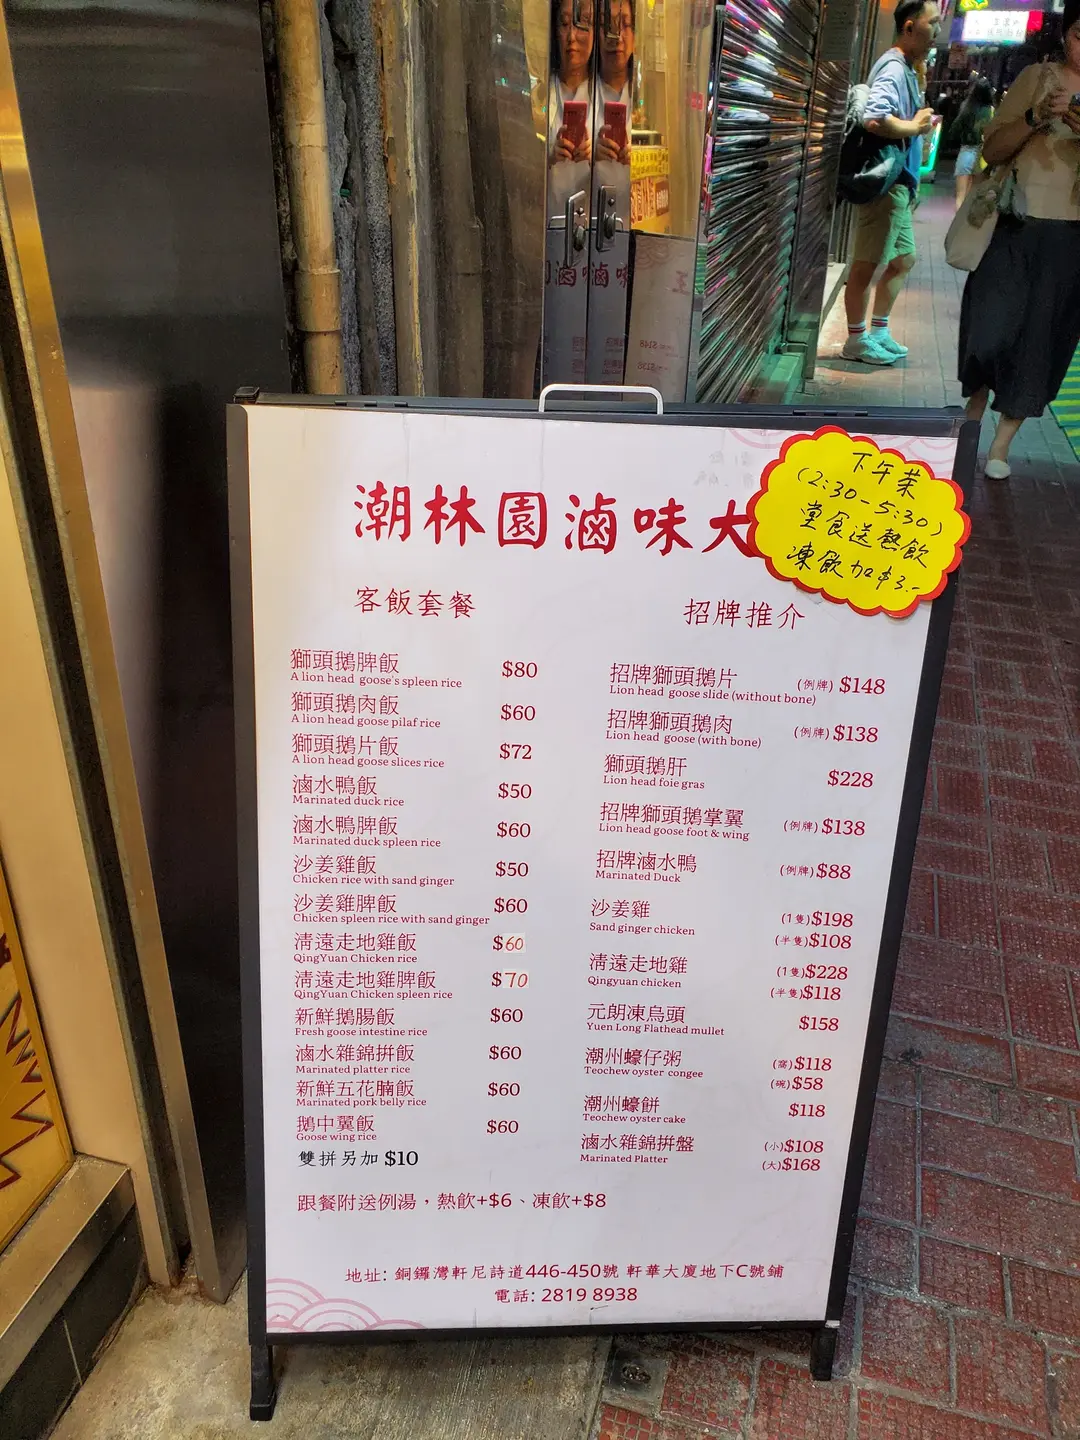 潮林園滷味大
下午茶
(2:30-5:30)
堂食送熱飲
凍飲加$3.-
客飯套餐
獅頭鵝脾飯 $80
A lion head goose's spleen rice
獅頭鵝肉飯 $60
A lion head goose pilaf rice
獅頭鵝片飯 $72
A lion head goose slices rice
滷水鴨飯 $50
Marinated duck rice
滷水鴨脾飯 $60
Marinated duck spleen rice
沙姜雞飯 $50
Chicken rice with sand ginger
沙姜雞脾飯 $60
Chicken spleen rice with sand ginger
清遠走地雞飯 $60
QingYuan Chicken rice
清遠走地雞脾飯 $70
QingYuan Chicken spleen rice
新鮮鵝腸飯 $60
Fresh goose intestine rice
滷水雜錦拼飯 $60
Marinated platter rice
新鮮五花腩飯 $60
Marinated pork belly rice
鵝中翼飯 $60
Goose wing rice
雙拼另加 $10
招牌推介
招牌獅頭鵝片 (例牌) $148
Lion head goose slide (without bone)
招牌獅頭鵝肉 (例牌) $138
Lion head goose (with bone)
獅頭鵝肝 $228
Lion head foie gras
招牌獅頭鵝掌翼 (例牌) $138
Lion head goose foot & wing
招牌滷水鴨 (例牌) $88
Marinated Duck
沙姜雞 (1隻) $198
Sand ginger chicken (半隻) $108
清遠走地雞 (1隻) $228
Qingyuan chicken (半隻) $118
元朗凍烏頭 $158
Yuen Long Flathead mullet
潮州蠔仔粥 (窩) $118
Teochew oyster congee (碗) $58
潮州蠔餅 $118
Teochew oyster cake
滷水雜錦拼盤 (小) $108
Marinated Platter (大) $168
跟餐附送例湯，熱飲+$6、凍飲+$8
地址: 銅鑼灣軒尼詩道446-450號 軒華大廈地下C號鋪
電話: 2819 8938